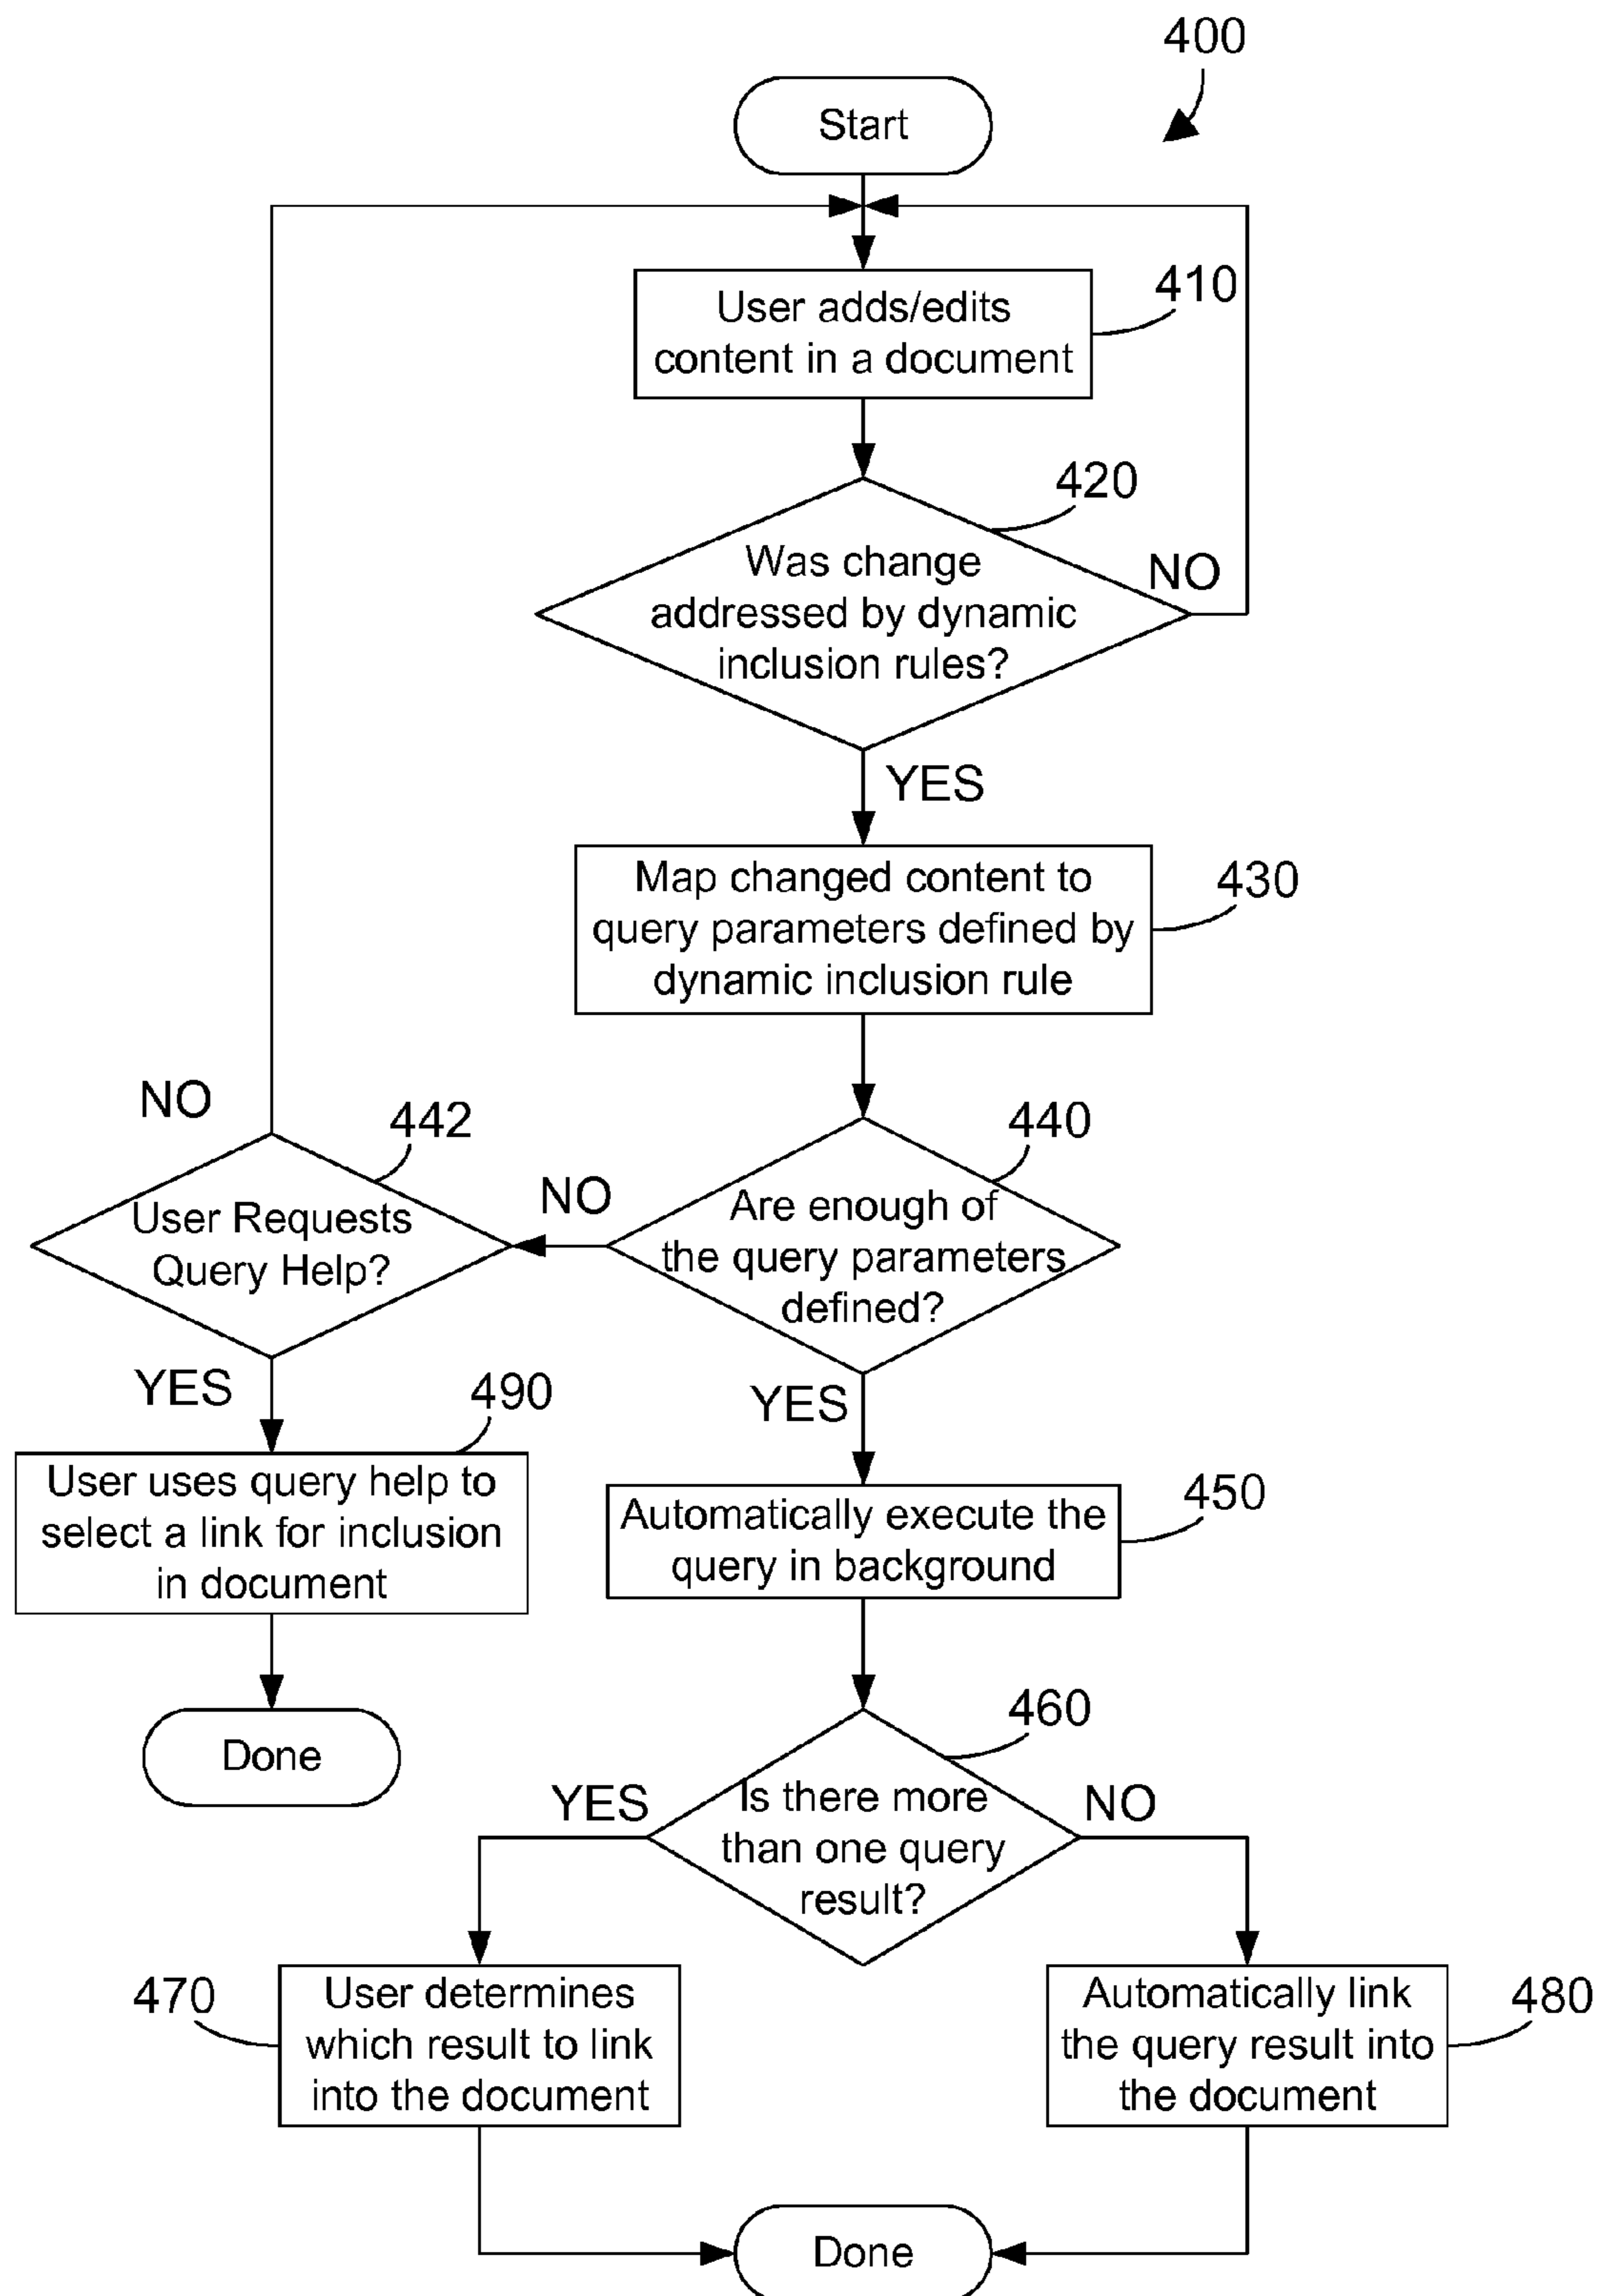 400
Start
User adds/edits
content in a document
410
420
Was change
addressed by dynamic
inclusion rules?
NO
YES
Map changed content to
query parameters defined by
dynamic inclusion rule
430
NO
442
User Requests
Query Help?
NO
440
Are enough of
the query parameters
defined?
YES
490
User uses query help to
select a link for inclusion
in document
Done
YES
Automatically execute the
query in background
450
460
Is there more
than one query
result?
YES
NO
470
User determines
which result to link
into the document
Automatically link
the query result into
the document
480
Done